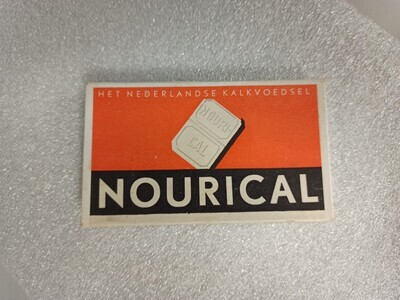 HET NEDERLANDSE KALKVOEDSEL
NOURI
CAL
NOURICAL